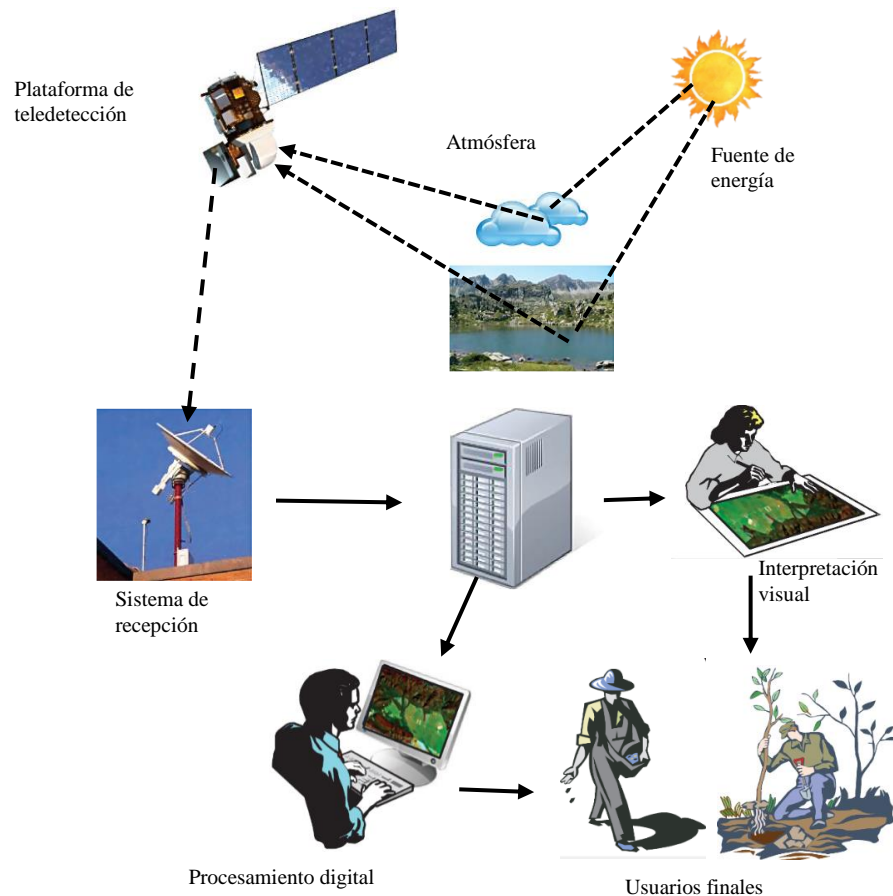 Plataforma de
teledetección
Atmósfera
Fuente de
energía
Sistema de
recepción
Interpretación
visual
Procesamiento digital
Usuarios finales